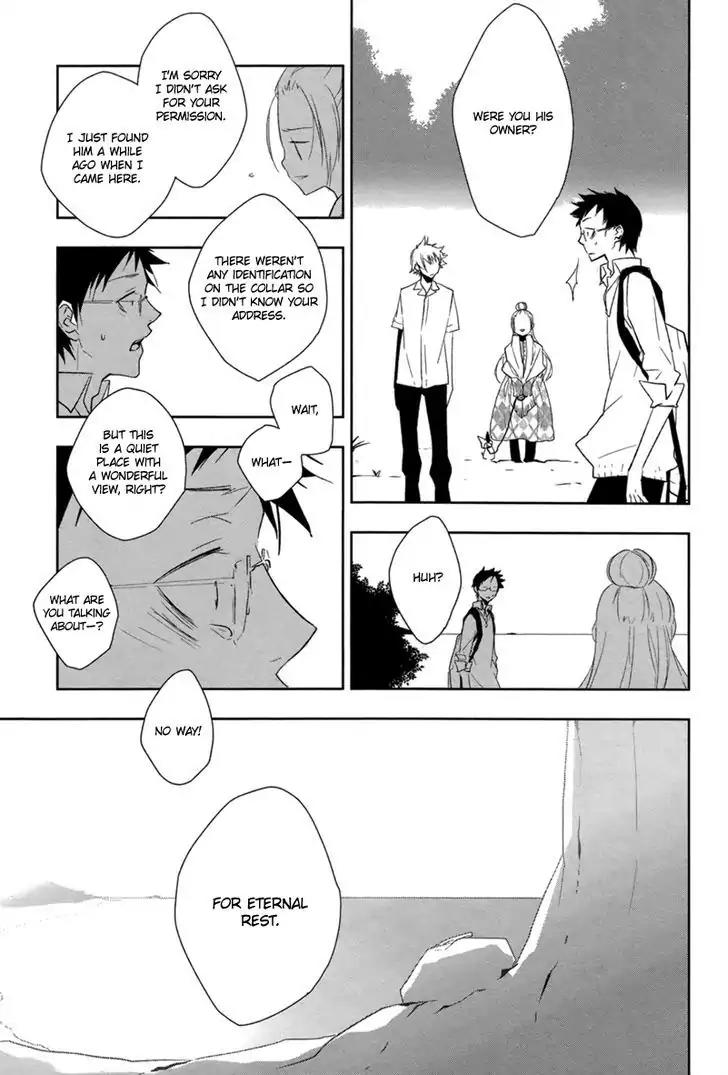 WERE YOU HIS
OWNER?
HUH?
I'M SORRY
I DIDN'T ASK
FOR YOUR
PERMISSION.
I JUST FOUND
HIM A WHILE
AGO WHEN I
CAME HERE.
THERE WEREN'T
ANY IDENTIFICATION
ON THE COLLAR SO
I DIDN'T KNOW YOUR
ADDRESS.
WAIT,
WHAT—
BUT THIS
IS A QUIET
PLACE WITH
A WONDERFUL
VIEW, RIGHT?
WHAT ARE
YOU TALKING
ABOUT—?
NO WAY!
FOR ETERNAL
REST.